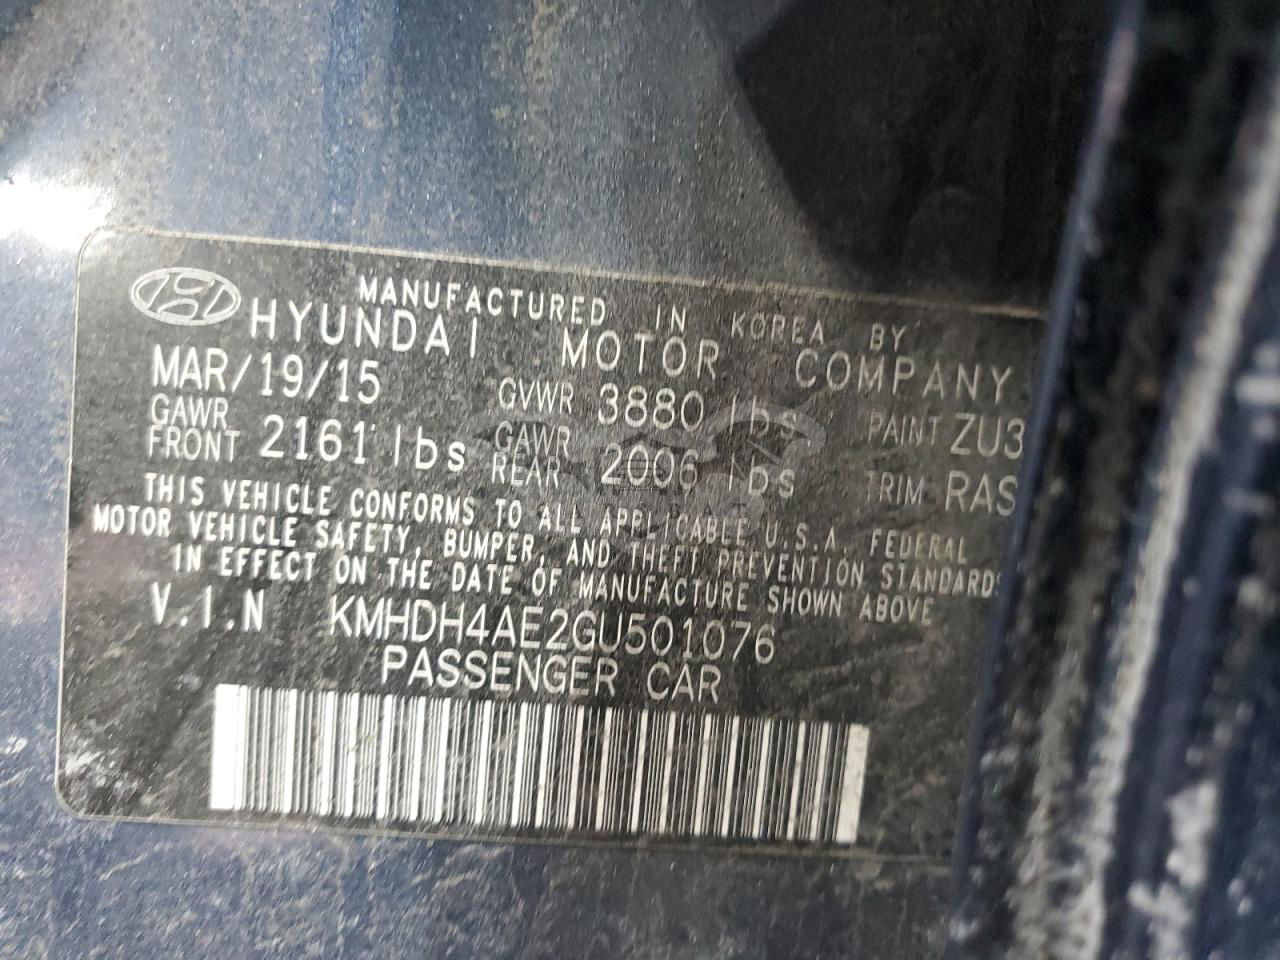 MANUFACTURED IN KOREA BY
HYUNDAI MOTOR COMPANY
MAR/19/15 GVWR 3880 lbs PAINT ZU3
GAWR FRONT 2161 lbs GAWR REAR 2006 lbs TRIM RAS
THIS VEHICLE CONFORMS TO ALL APPLICABLE U.S.A. FEDERAL
MOTOR VEHICLE SAFETY, BUMPER, AND THEFT PREVENTION STANDARDS
IN EFFECT ON THE DATE OF MANUFACTURE SHOWN ABOVE
V.I.N KMHDH4AE2GU501076
PASSENGER CAR